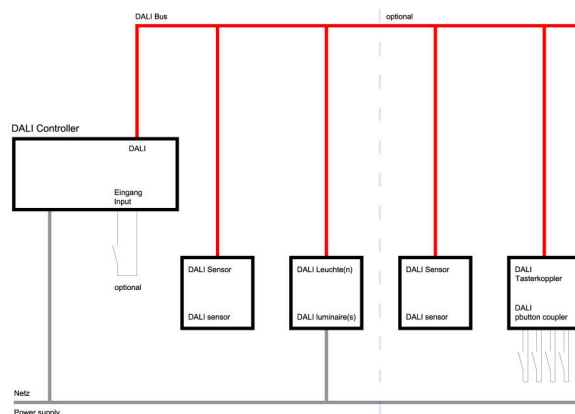 DALI Bus
optional
DALI Controller
DALI
Eingang
Input
optional
DALI Sensor
DALI sensor
DALI Leuchte(n)
DALI luminaire(s)
DALI Sensor
DALI sensor
DALI
Tasterkoppler
DALI
pbutton coupler
Netz
Power supply